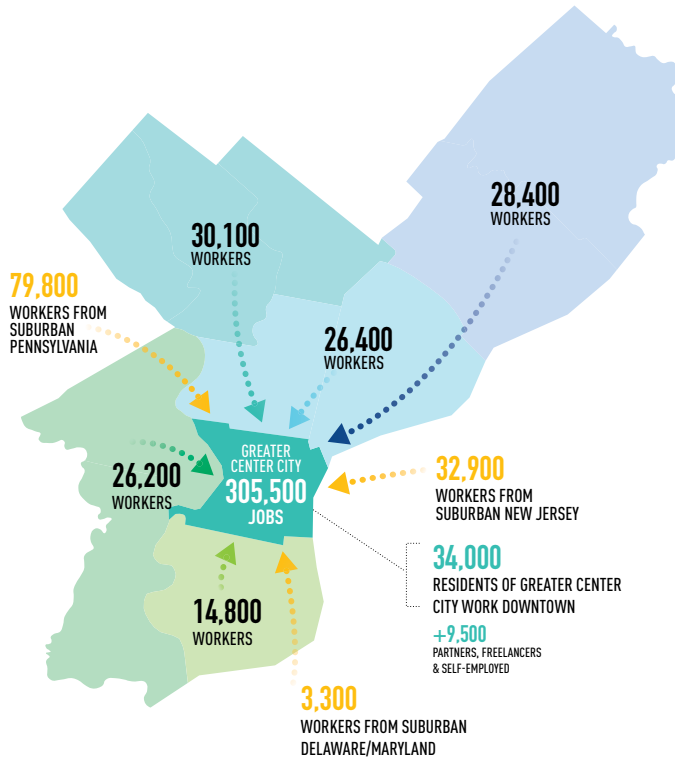 28,400
WORKERS
30,100
WORKERS
79,800
WORKERS FROM
SUBURBAN
PENNSYLVANIA
26,400
WORKERS
GREATER
CENTER CITY
305,500
JOBS
26,200
WORKERS
32,900
WORKERS FROM
SUBURBAN NEW JERSEY
34,000
RESIDENTS OF GREATER CENTER
CITY WORK DOWNTOWN
+9,500
PARTNERS, FREELANCERS
& SELF-EMPLOYED
14,800
WORKERS
3,300
WORKERS FROM SUBURBAN
DELAWARE/MARYLAND